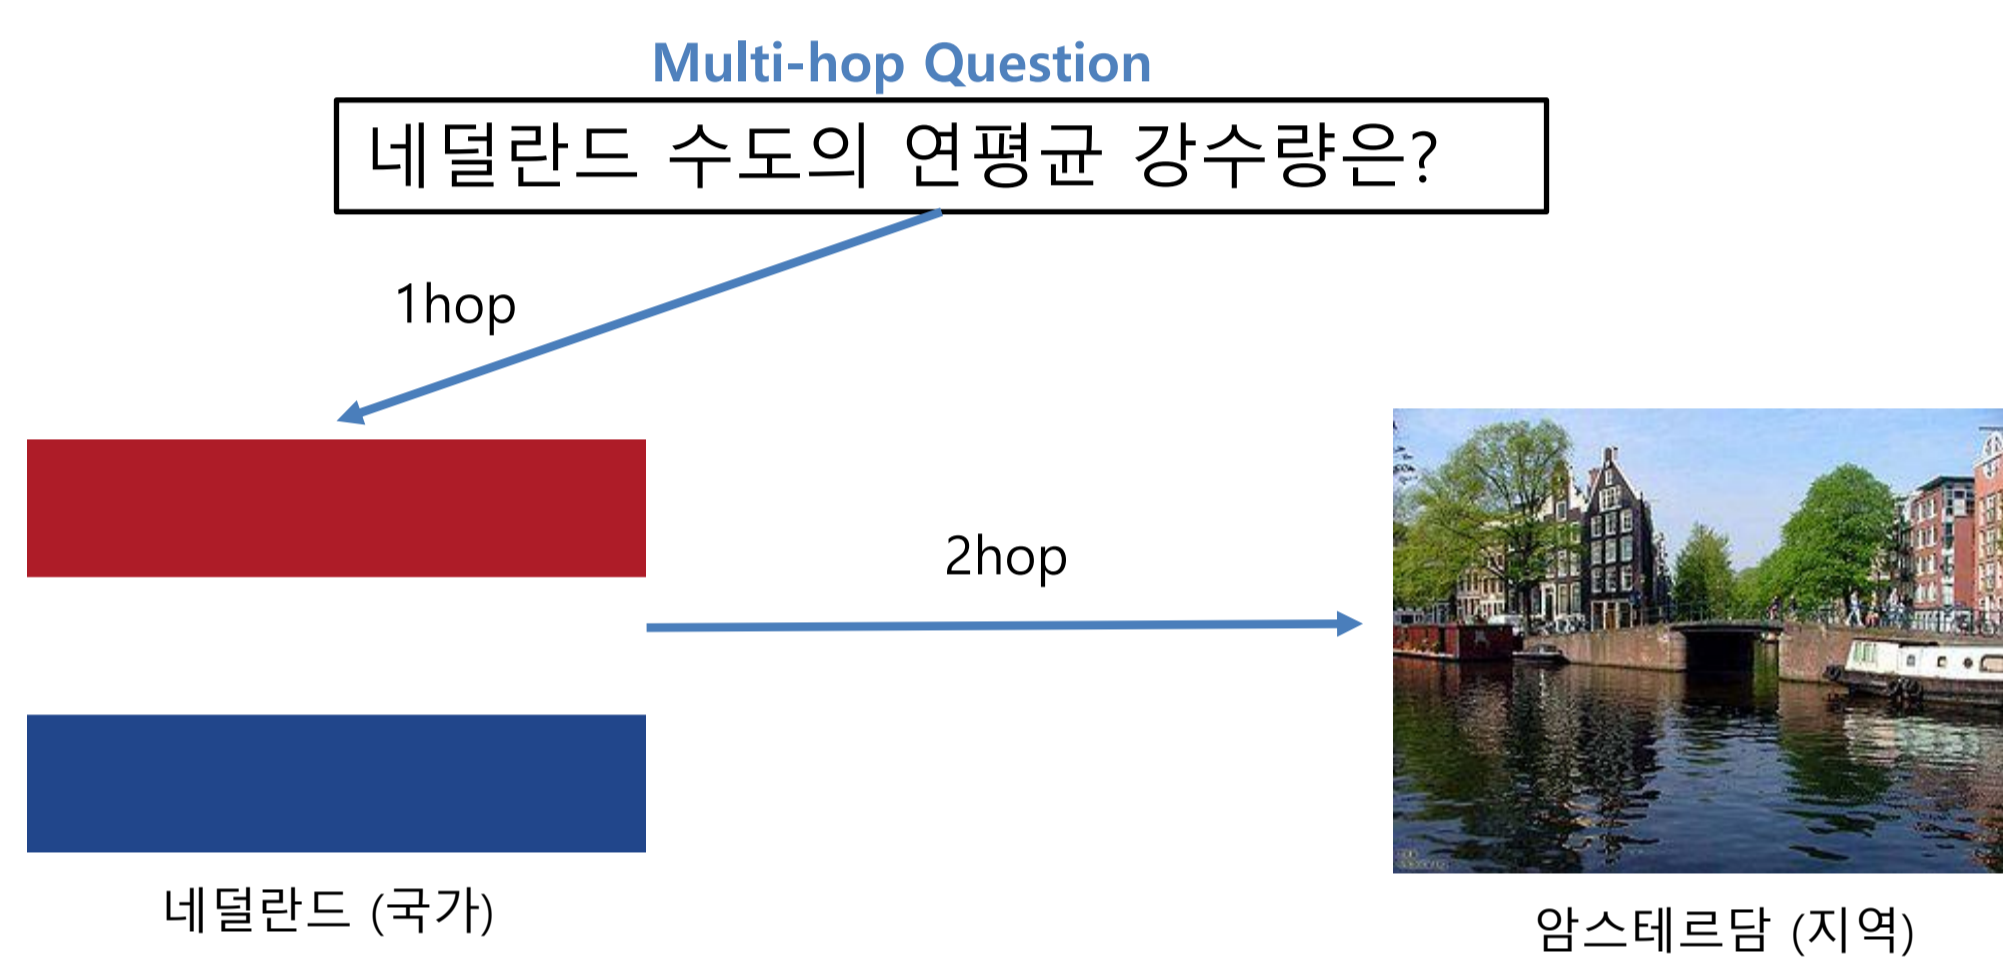 Multi-hop Question
네덜란드 수도의 연평균 강수량은?
1hop
2hop
네덜란드 (국가)
암스테르담 (지역)